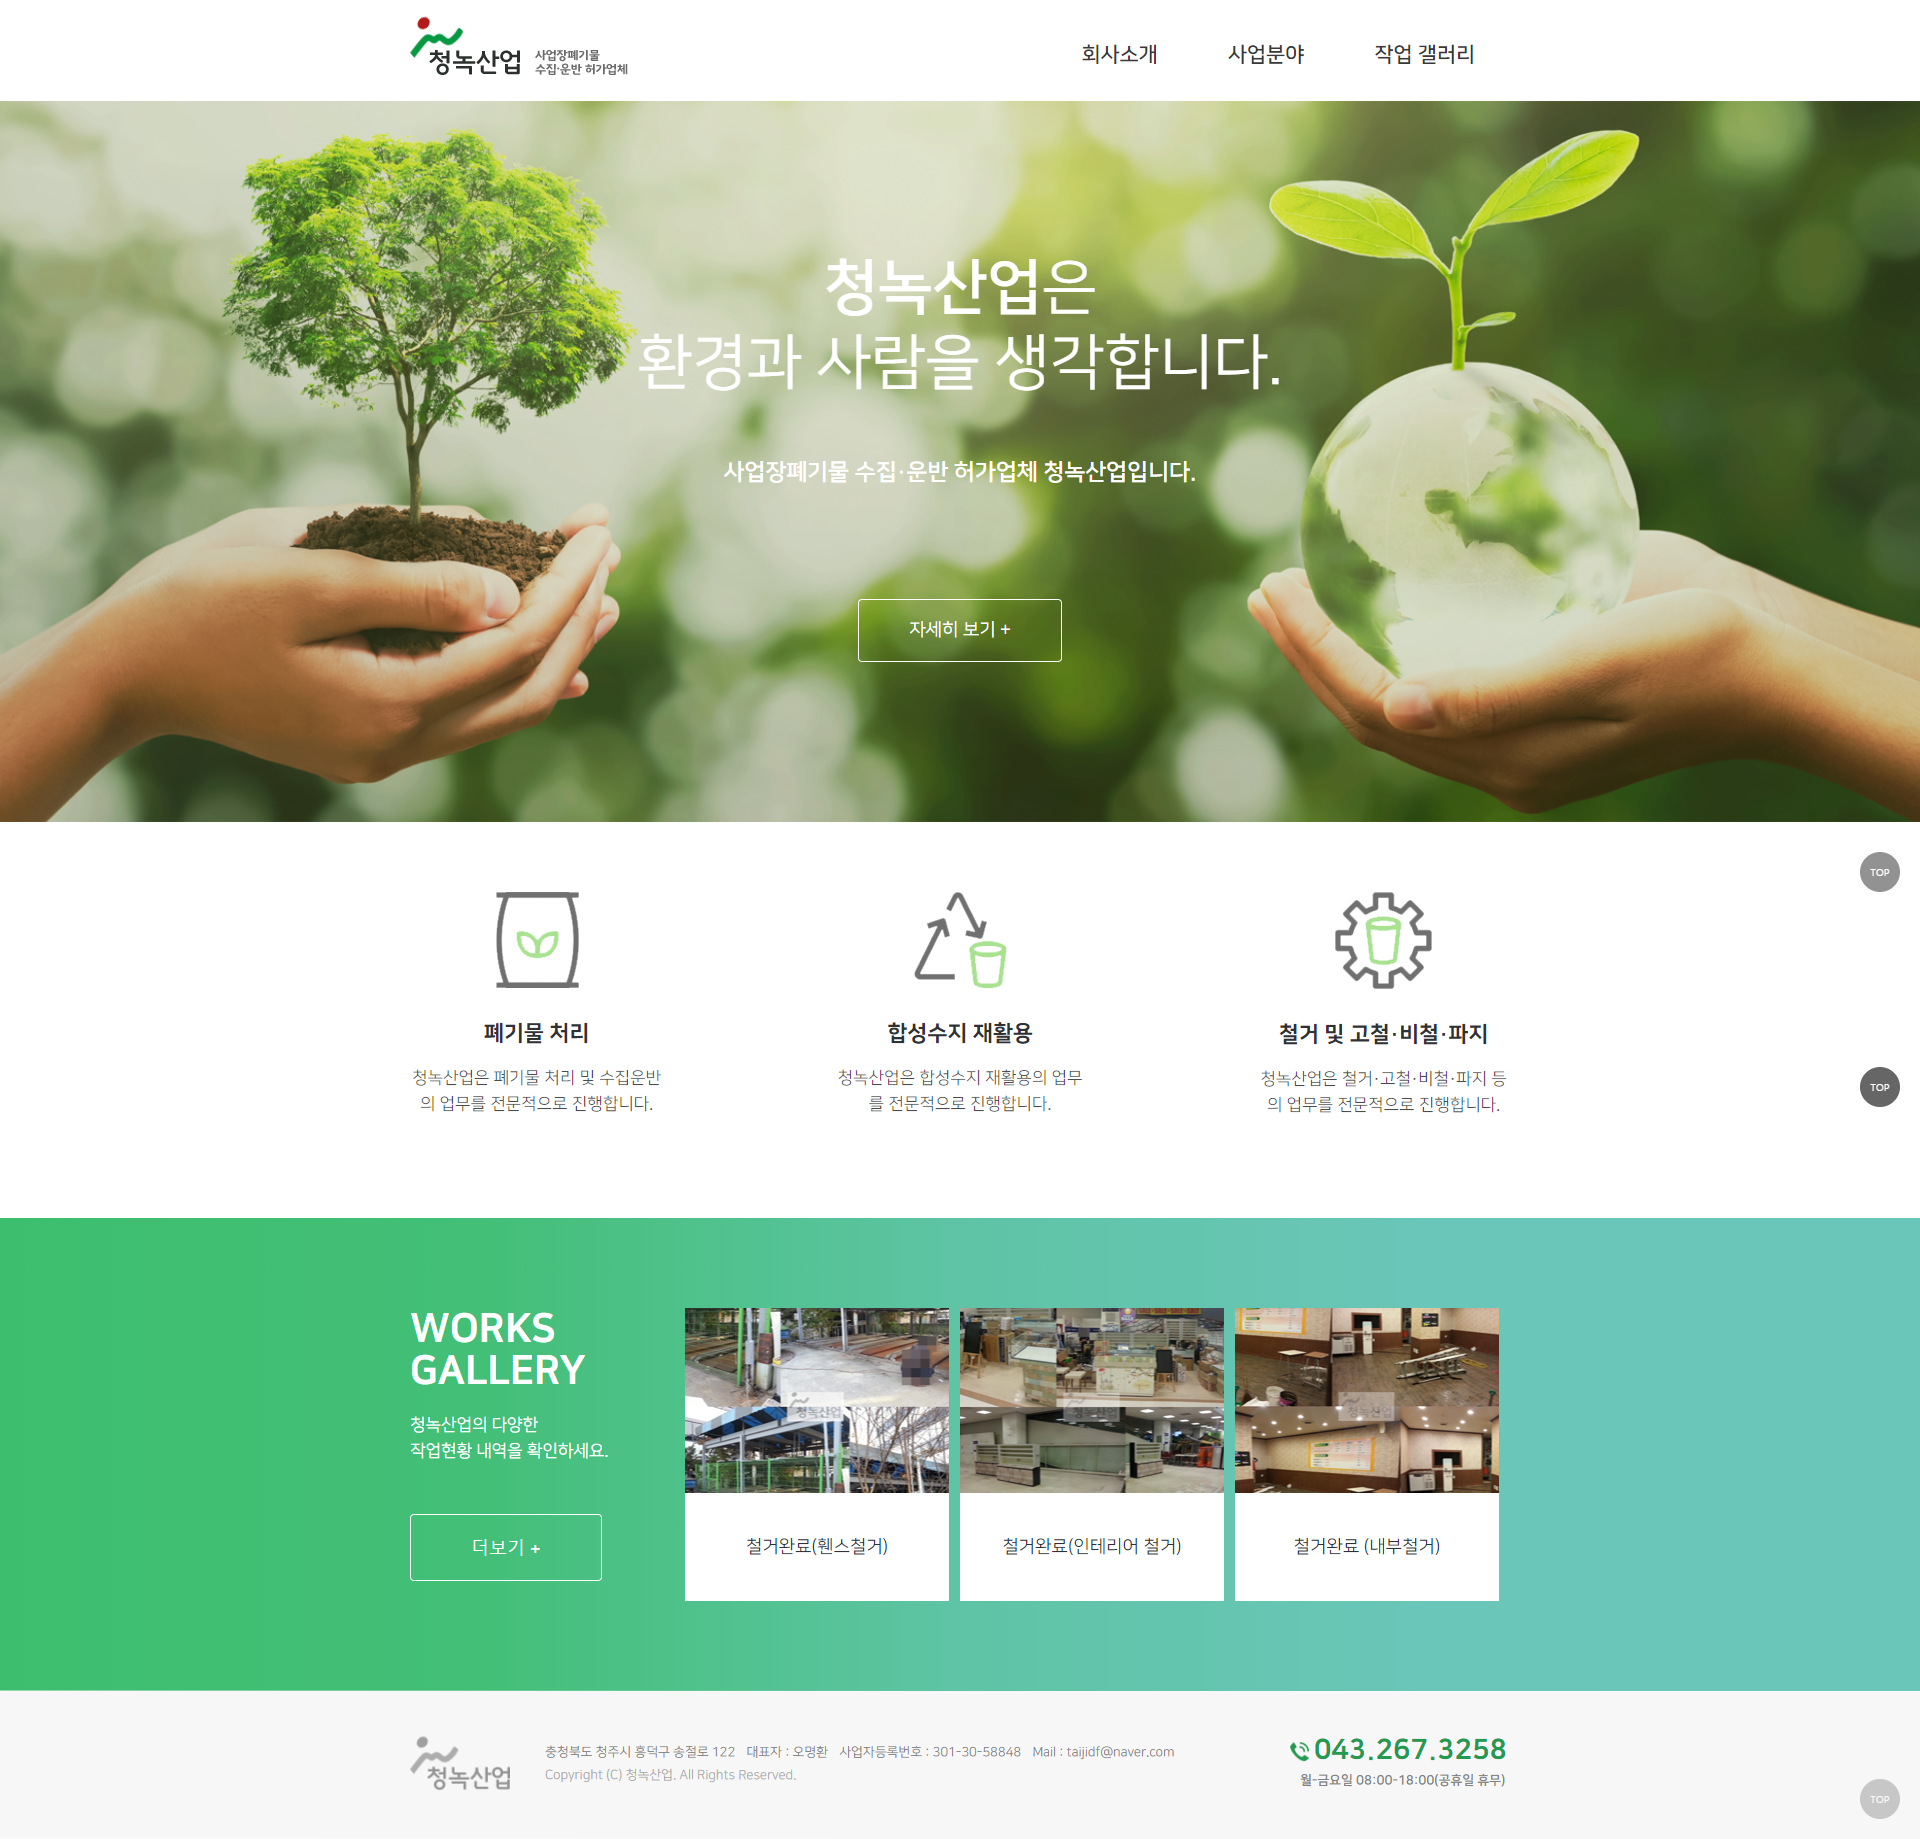 청녹산업
사업장폐기물
수집·운반 허가업체
회사소개
사업분야
작업 갤러리
청녹산업은
환경과 사람을 생각합니다.
사업장폐기물 수집·운반 허가업체 청녹산업입니다.
자세히 보기 +
TOP
폐기물 처리
청녹산업은 폐기물 처리 및 수집운반
의 업무를 전문적으로 진행합니다.
합성수지 재활용
청녹산업은 합성수지 재활용의 업무
를 전문적으로 진행합니다.
철거 및 고철·비철·파지
청녹산업은 철거·고철·비철·파지 등
의 업무를 전문적으로 진행합니다.
TOP
WORKS
GALLERY
청녹산업의 다양한
작업현황 내역을 확인하세요.
더보기 +
청녹산업
청녹산업
청녹산업
철거완료(휀스철거)
철거완료(인테리어 철거)
철거완료 (내부철거)
청녹산업
충청북도 청주시 흥덕구 송절로 122 대표자 : 오명환 사업자등록번호 : 301-30-58848 Mail : taijidf@naver.com
Copyright (C) 청녹산업. All Rights Reserved.
043.267.3258
월-금요일 08:00-18:00(공휴일 휴무)
TOP